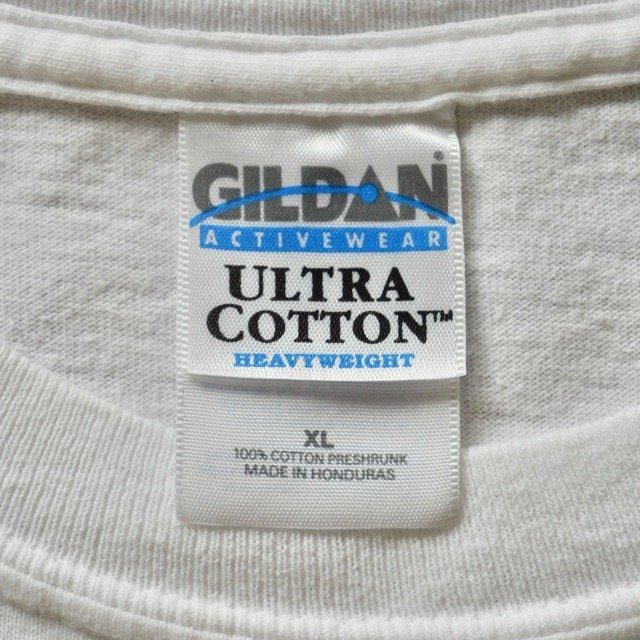 GILDAN®
ACTIVEWEAR
ULTRA
COTTON™
HEAVYWEIGHT
XL
100% COTTON PRESHRUNK
MADE IN HONDURAS